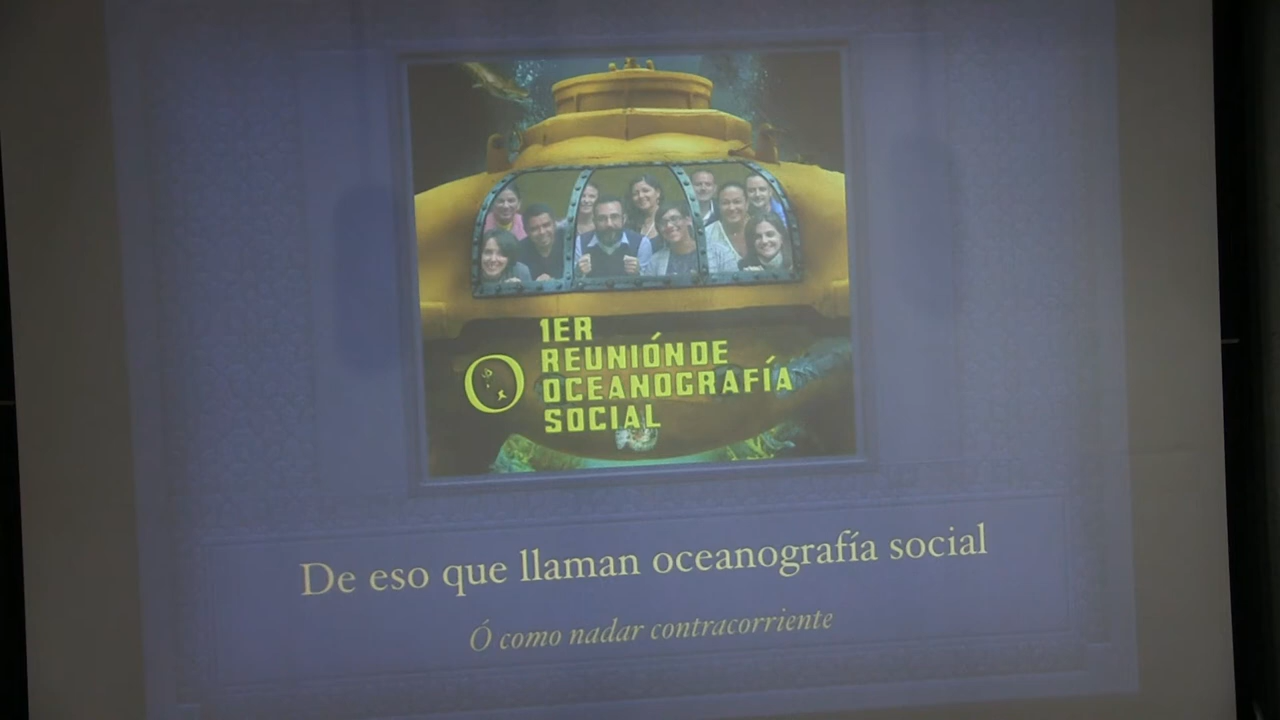 1ER
REUNIÓN DE
OCEANOGRAFÍA
SOCIAL
De eso que llaman oceanografía social
Ó como nadar contracorriente